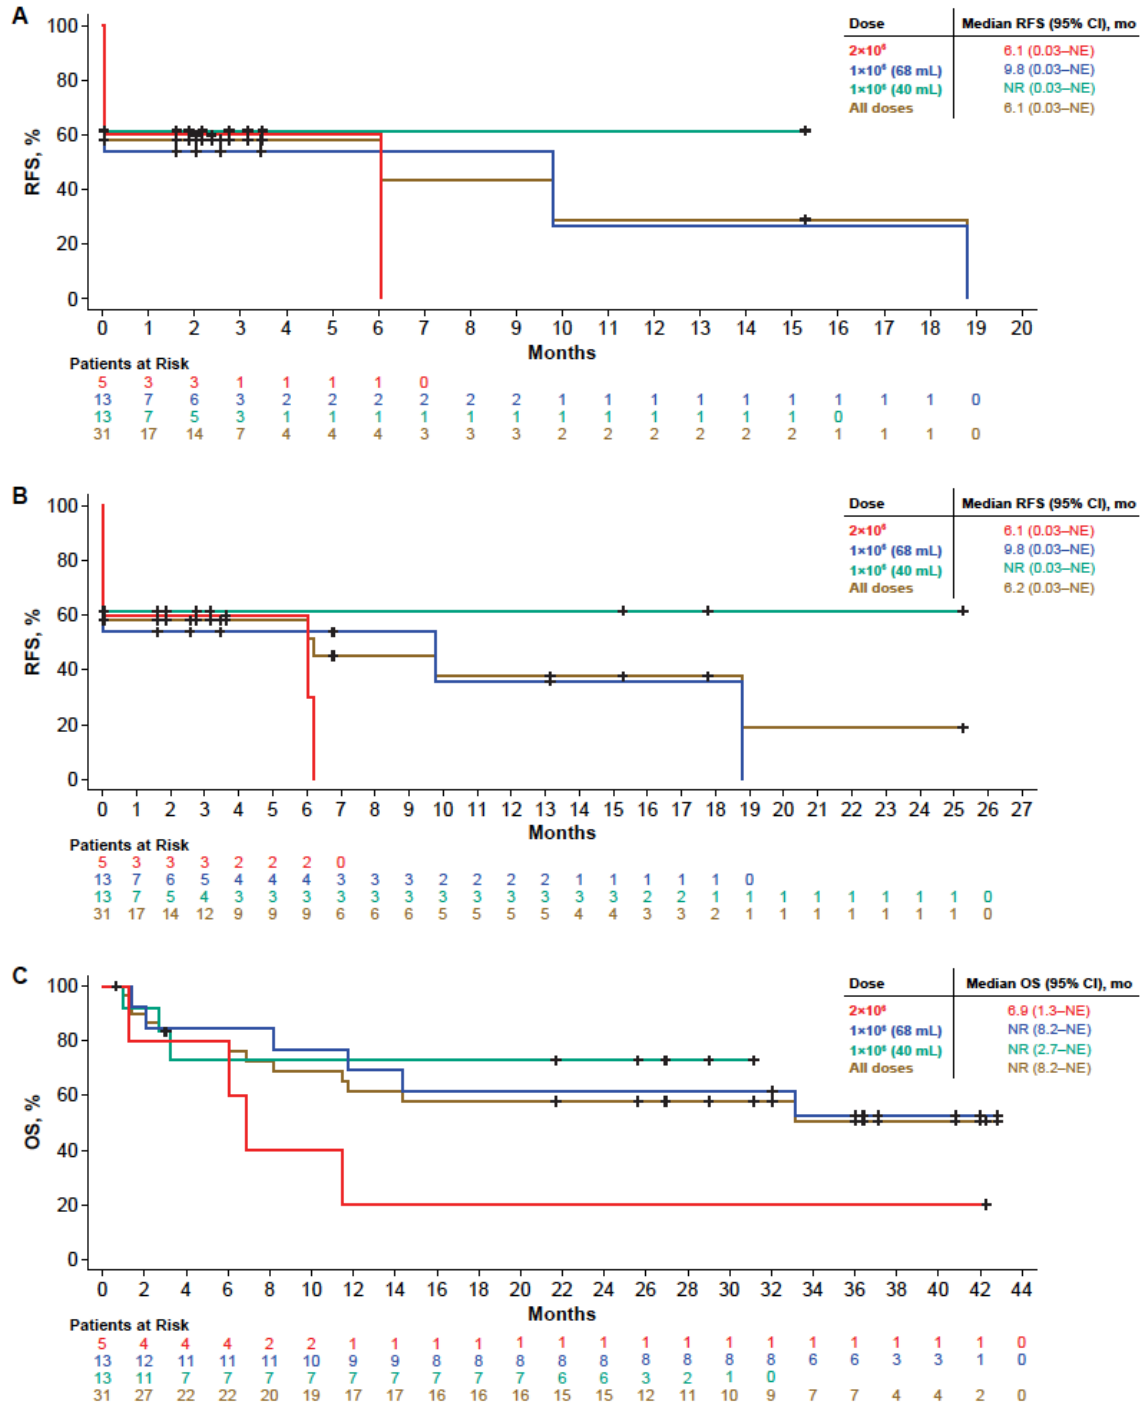 A
Dose Median RFS (95% CI), mo
2×10⁶ 6.1 (0.03–NE)
1×10⁶ (68 mL) 9.8 (0.03–NE)
1×10⁶ (40 mL) NR (0.03–NE)
All doses 6.1 (0.03–NE)
RFS, %
100
80
60
40
20
0
0 1 2 3 4 5 6 7 8 9 10 11 12 13 14 15 16 17 18 19 20
Months
Patients at Risk
5 3 3 1 1 1 1 0
13 7 6 3 2 2 2 2 2 2 1 1 1 1 1 1 1 1 1 0
13 7 5 3 1 1 1 1 1 1 1 1 1 1 1 1 0
31 17 14 7 4 4 4 3 3 3 2 2 2 2 2 2 1 1 1 0
B
Dose Median RFS (95% CI), mo
2×10⁶ 6.1 (0.03–NE)
1×10⁶ (68 mL) 9.8 (0.03–NE)
1×10⁶ (40 mL) NR (0.03–NE)
All doses 6.2 (0.03–NE)
RFS, %
100
80
60
40
20
0
0 1 2 3 4 5 6 7 8 9 10 11 12 13 14 15 16 17 18 19 20 21 22 23 24 25 26 27
Months
Patients at Risk
5 3 3 3 2 2 2 0
13 7 6 5 4 4 4 3 3 3 2 2 2 2 1 1 1 1 1 0
13 7 5 4 3 3 3 3 3 3 3 3 3 3 3 3 2 2 1 1 1 1 1 1 1 1 0
31 17 14 12 9 9 9 6 6 6 5 5 5 5 4 4 3 3 2 1 1 1 1 1 1 1 0
C
Dose Median OS (95% CI), mo
2×10⁶ 6.9 (1.3–NE)
1×10⁶ (68 mL) NR (8.2–NE)
1×10⁶ (40 mL) NR (2.7–NE)
All doses NR (8.2–NE)
OS, %
100
80
60
40
20
0
0 2 4 6 8 10 12 14 16 18 20 22 24 26 28 30 32 34 36 38 40 42 44
Months
Patients at Risk
5 4 4 4 2 2 1 1 1 1 1 1 1 1 1 1 1 1 1 1 1 1 0
13 12 11 11 11 10 9 9 8 8 8 8 8 8 8 8 8 6 6 3 3 1 0
13 11 7 7 7 7 7 7 7 7 7 6 6 3 2 1 0
31 27 22 22 20 19 17 17 16 16 16 15 15 12 11 10 9 7 7 4 4 2 0